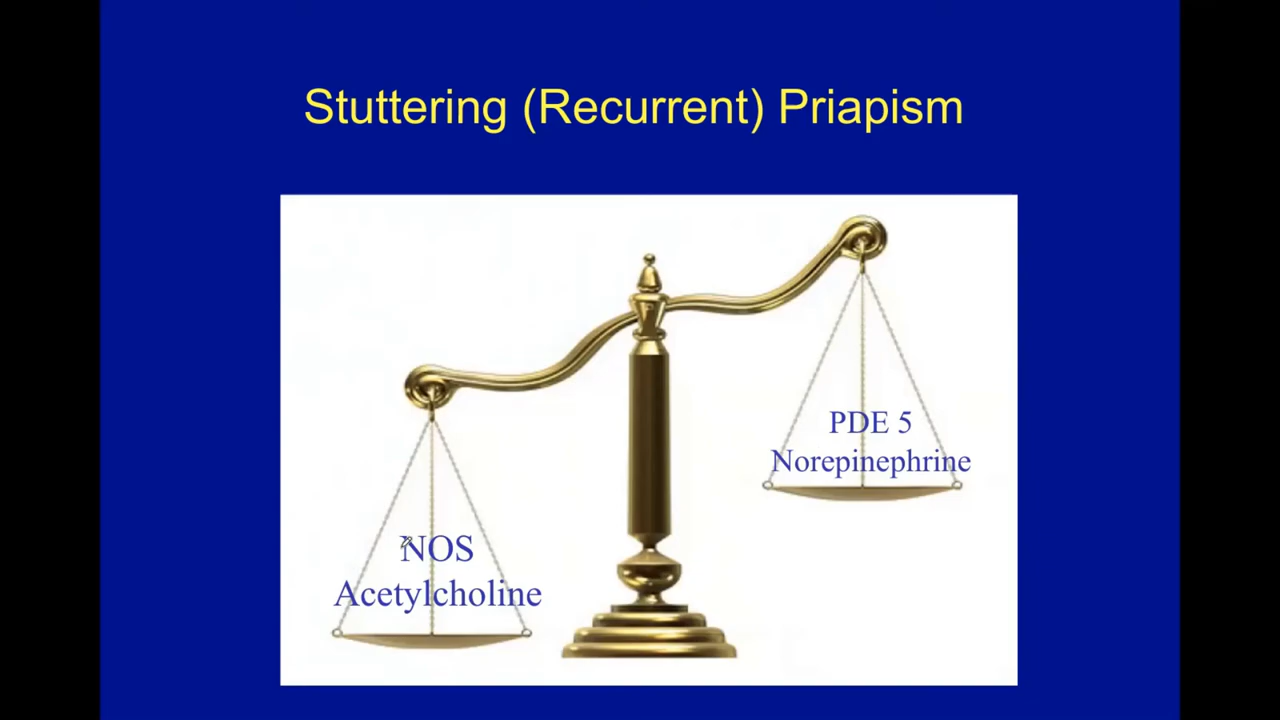 Stuttering (Recurrent) Priapism
PDE 5
Norepinephrine
NOS
Acetylcholine